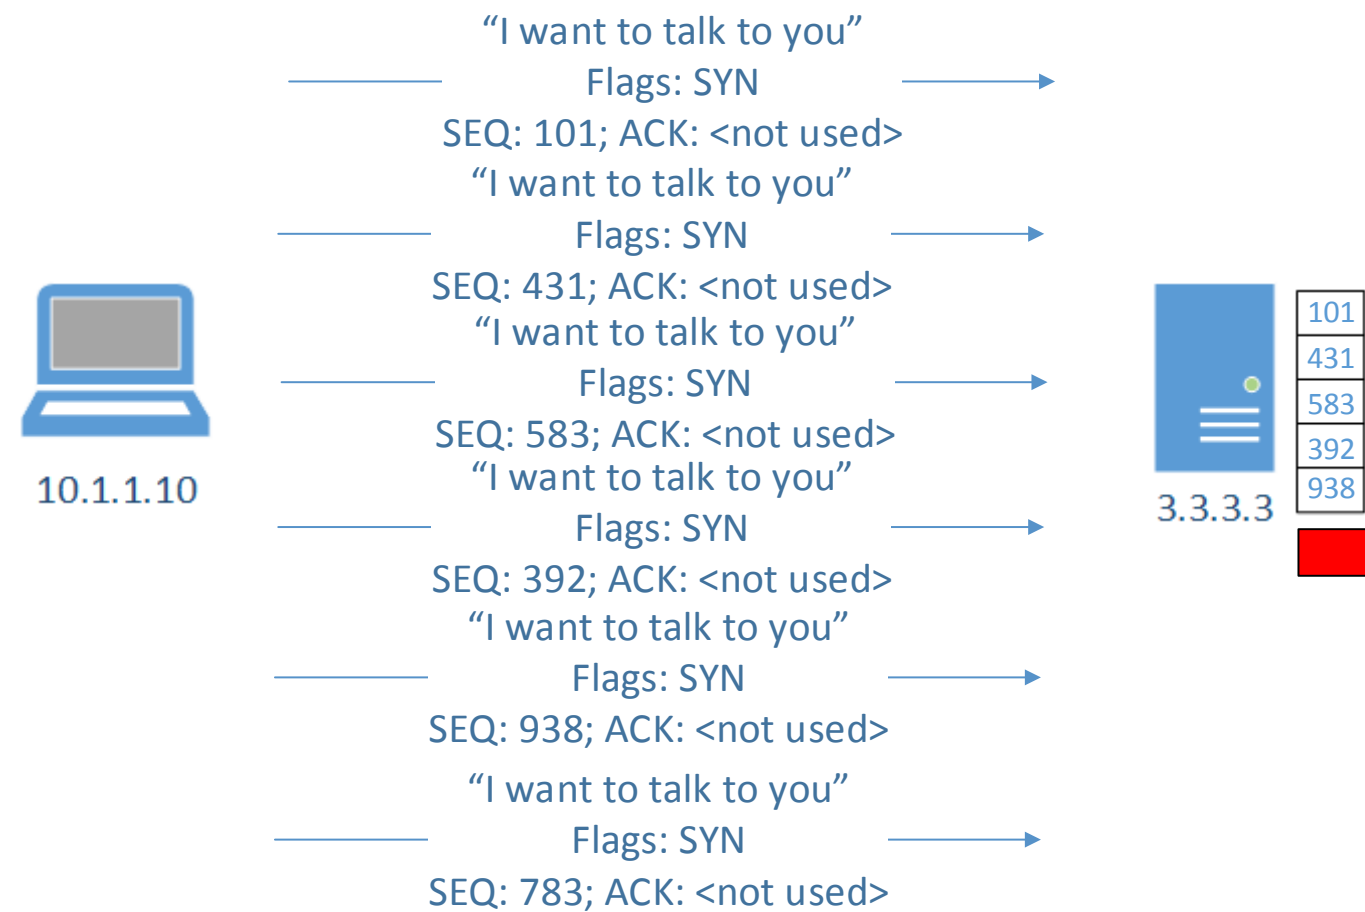 “I want to talk to you”
Flags: SYN
SEQ: 101; ACK: <not used>
“I want to talk to you”
Flags: SYN
SEQ: 431; ACK: <not used>
“I want to talk to you”
Flags: SYN
SEQ: 583; ACK: <not used>
“I want to talk to you”
Flags: SYN
SEQ: 392; ACK: <not used>
“I want to talk to you”
Flags: SYN
SEQ: 938; ACK: <not used>
“I want to talk to you”
Flags: SYN
SEQ: 783; ACK: <not used>
10.1.1.10
3.3.3.3
101
431
583
392
938